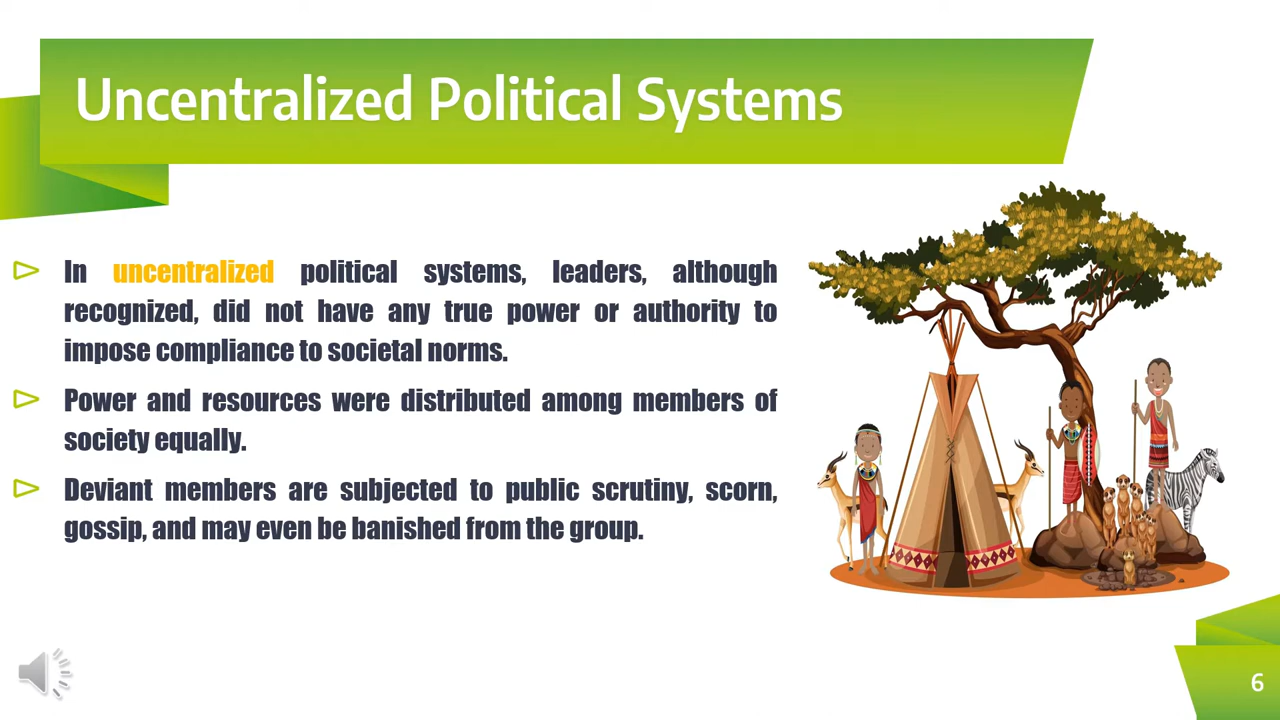 Uncentralized Political Systems
In uncentralized political systems, leaders, although
recognized, did not have any true power or authority to
impose compliance to societal norms.
Power and resources were distributed among members of
society equally.
Deviant members are subjected to public scrutiny, scorn,
gossip, and may even be banished from the group.
6